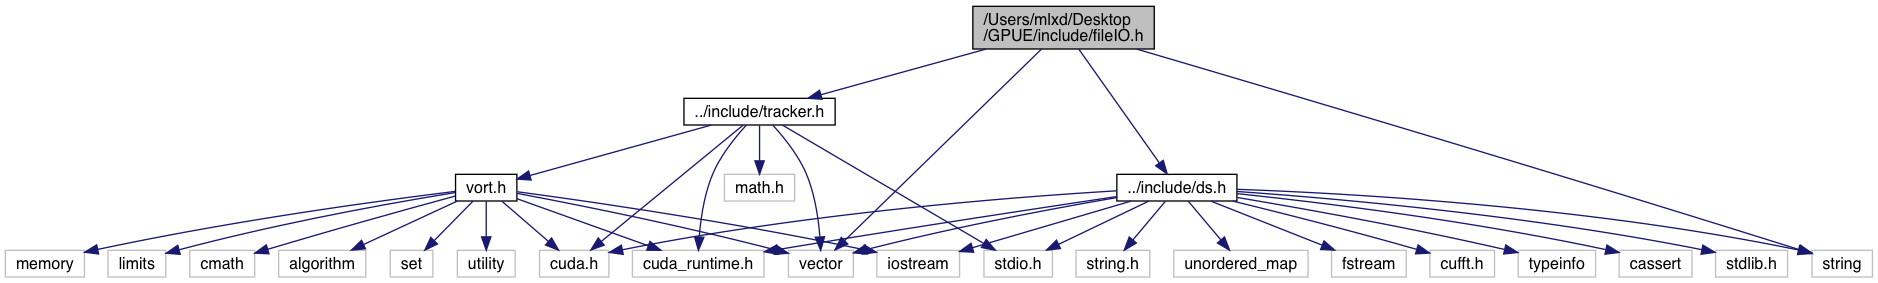 /Users/mlxd/Desktop
/GPUE/include/fileIO.h
../include/tracker.h
vort.h
math.h
../include/ds.h
memory
limits
cmath
algorithm
set
utility
cuda.h
cuda_runtime.h
vector
iostream
stdio.h
string.h
unordered_map
fstream
cufft.h
typeinfo
cassert
stdlib.h
string